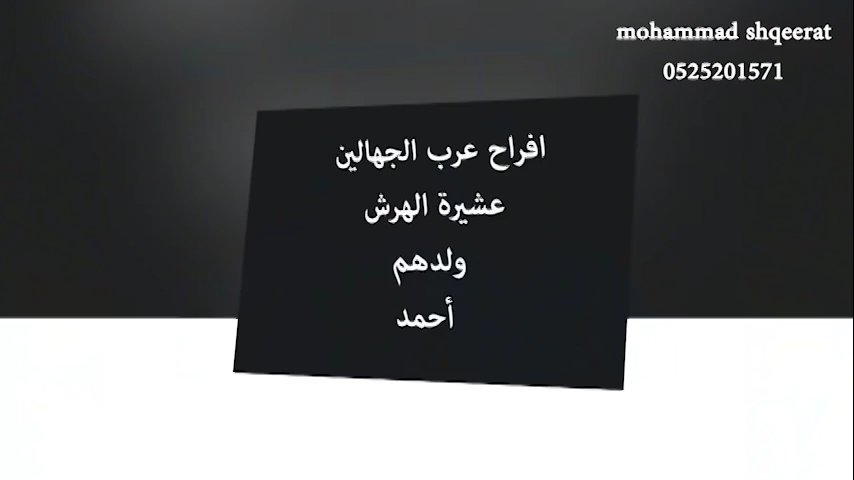 mohammad shqeerat
0525201571
افراح عرب الجهالين
عشيرة الهرش
ولدهم
أحمد